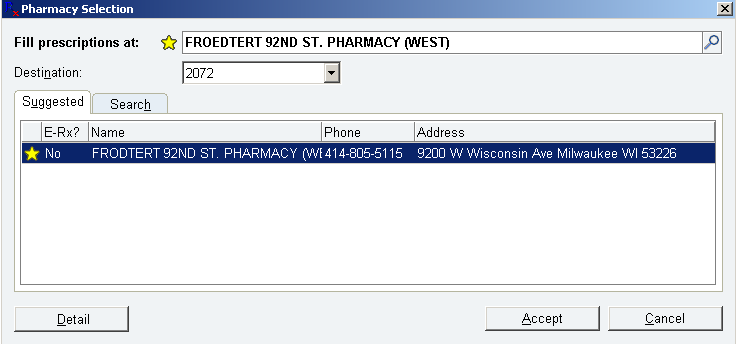 Pharmacy Selection
Fill prescriptions at: FROEDTERT 92ND ST. PHARMACY (WEST)
Destination: 2072
Suggested Search
E-Rx? Name Phone Address
No FRODTERT 92ND ST. PHARMACY (WE 414-805-5115 9200 W Wisconsin Ave Milwaukee WI 53226
Detail Accept Cancel